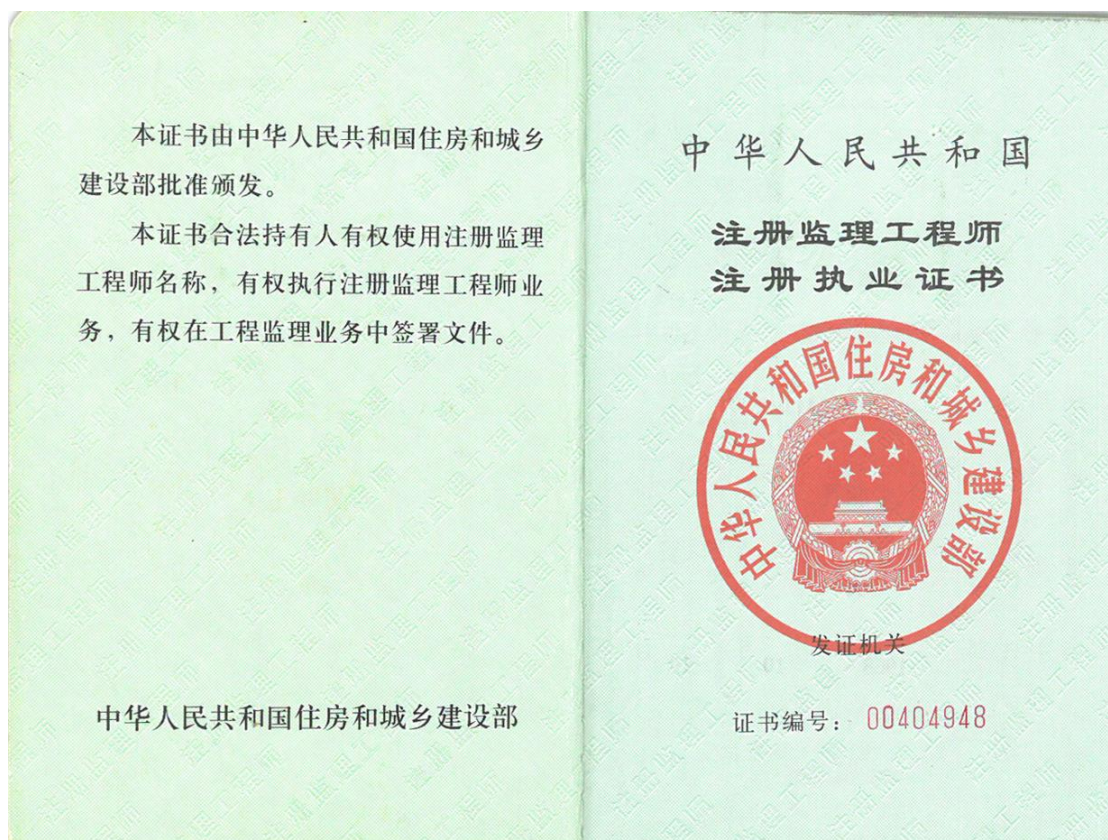 本证书由中华人民共和国住房和城乡
建设部批准颁发。
本证书合法持有人有权使用注册监理
工程师名称，有权执行注册监理工程师业
务，有权在工程监理业务中签署文件。
中华人民共和国住房和城乡建设部
中华人民共和国
注册监理工程师
注册执业证书
中华人民共和国住房和城乡建设部
发证机关
证书编号：00404948